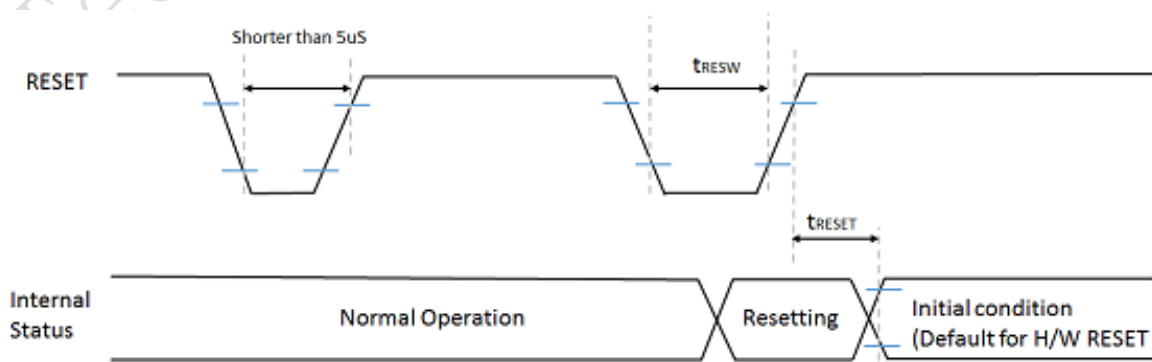 Shorter than 5uS
RESET
tRESW
tRESET
Internal
Status
Normal Operation
Resetting
Initial condition
(Default for H/W RESET